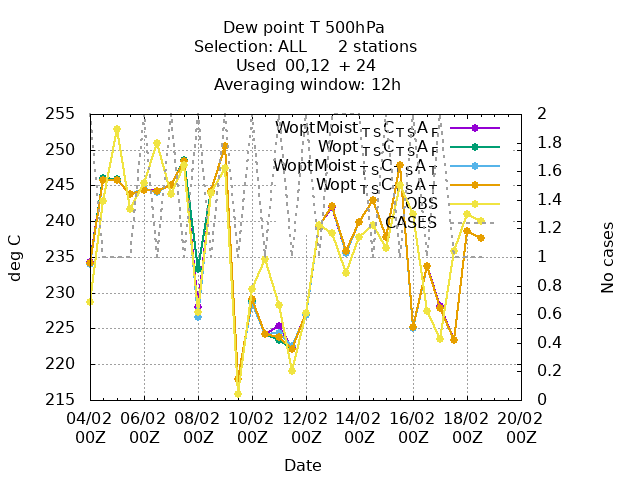 Dew point T 500hPa
Selection: ALL 2 stations
Used 00,12 + 24
Averaging window: 12h
255
250
245
240
235
230
225
220
215
deg C
2
1.8
1.6
1.4
1.2
1
0.8
0.6
0.4
0.2
0
No cases
WoptMoist TS C TS A F
Wopt TS C TS A F
WoptMoist TS C TS A T
Wopt TS C TS A T
OBS
CASES
04/02 06/02 08/02 10/02 12/02 14/02 16/02 18/02 20/02
00Z 00Z 00Z 00Z 00Z 00Z 00Z 00Z 00Z
Date